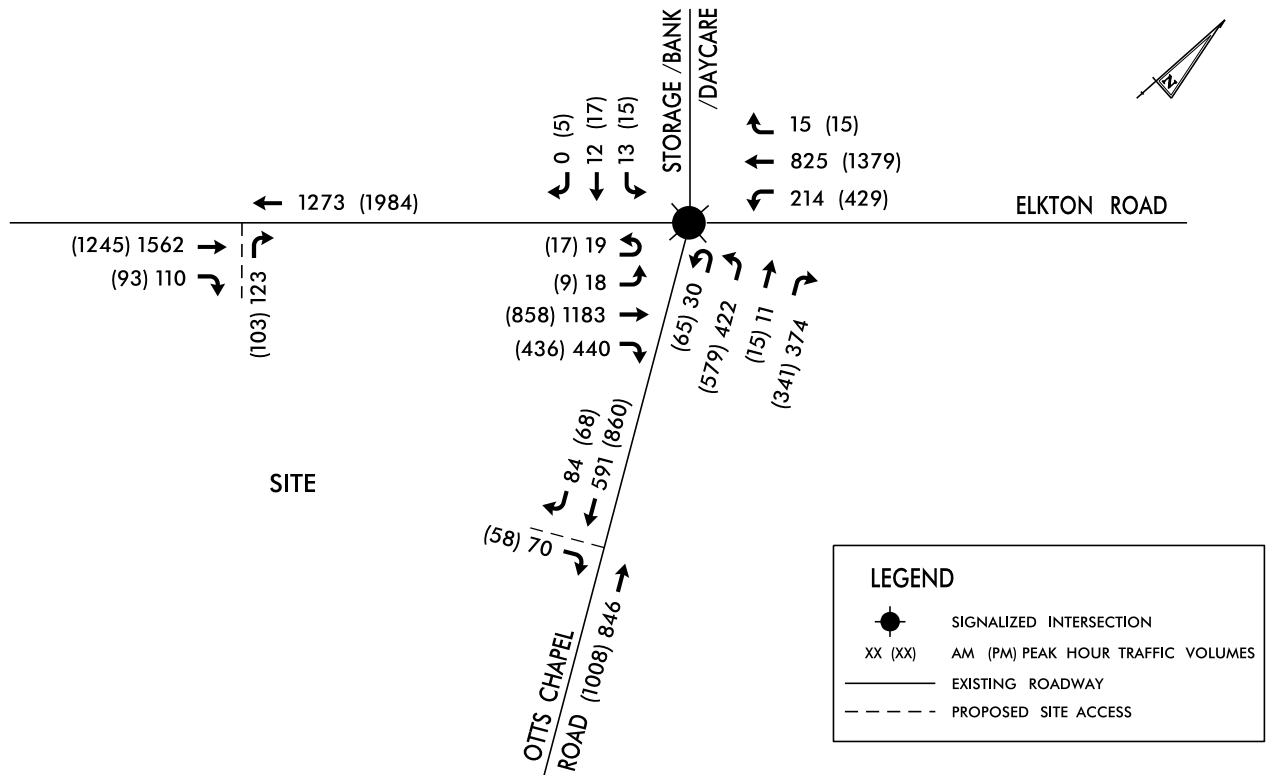 STORAGE /BANK
/DAYCARE
N
0 (5)
12 (17)
13 (15)
15 (15)
825 (1379)
214 (429)
1273 (1984)
ELKTON ROAD
(1245) 1562
(93) 110
(103) 123
(17) 19
(9) 18
(858) 1183
(436) 440
(65) 30
(579) 422
(15) 11
(341) 374
84 (68)
591 (860)
SITE
(58) 70
(1008) 846
OTTS CHAPEL
ROAD
LEGEND
SIGNALIZED INTERSECTION
XX (XX) AM (PM) PEAK HOUR TRAFFIC VOLUMES
EXISTING ROADWAY
PROPOSED SITE ACCESS